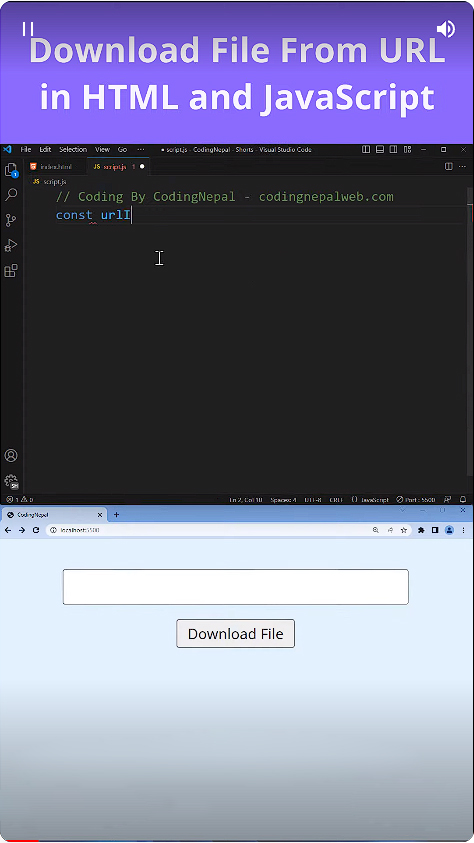 Download File From URL
in HTML and JavaScript
File Edit Selection View Go ··· ● script.js - CodingNepal - Shorts - Visual Studio Code
index.html JS script.js 1 ●
JS script.js
// Coding By CodingNepal - codingnepalweb.com
const urlI
1 0 Ln 2, Col 10 Spaces: 4 UTF-8 CRLF {} JavaScript Port : 5500
CodingNepal
localhost:5500
Download File